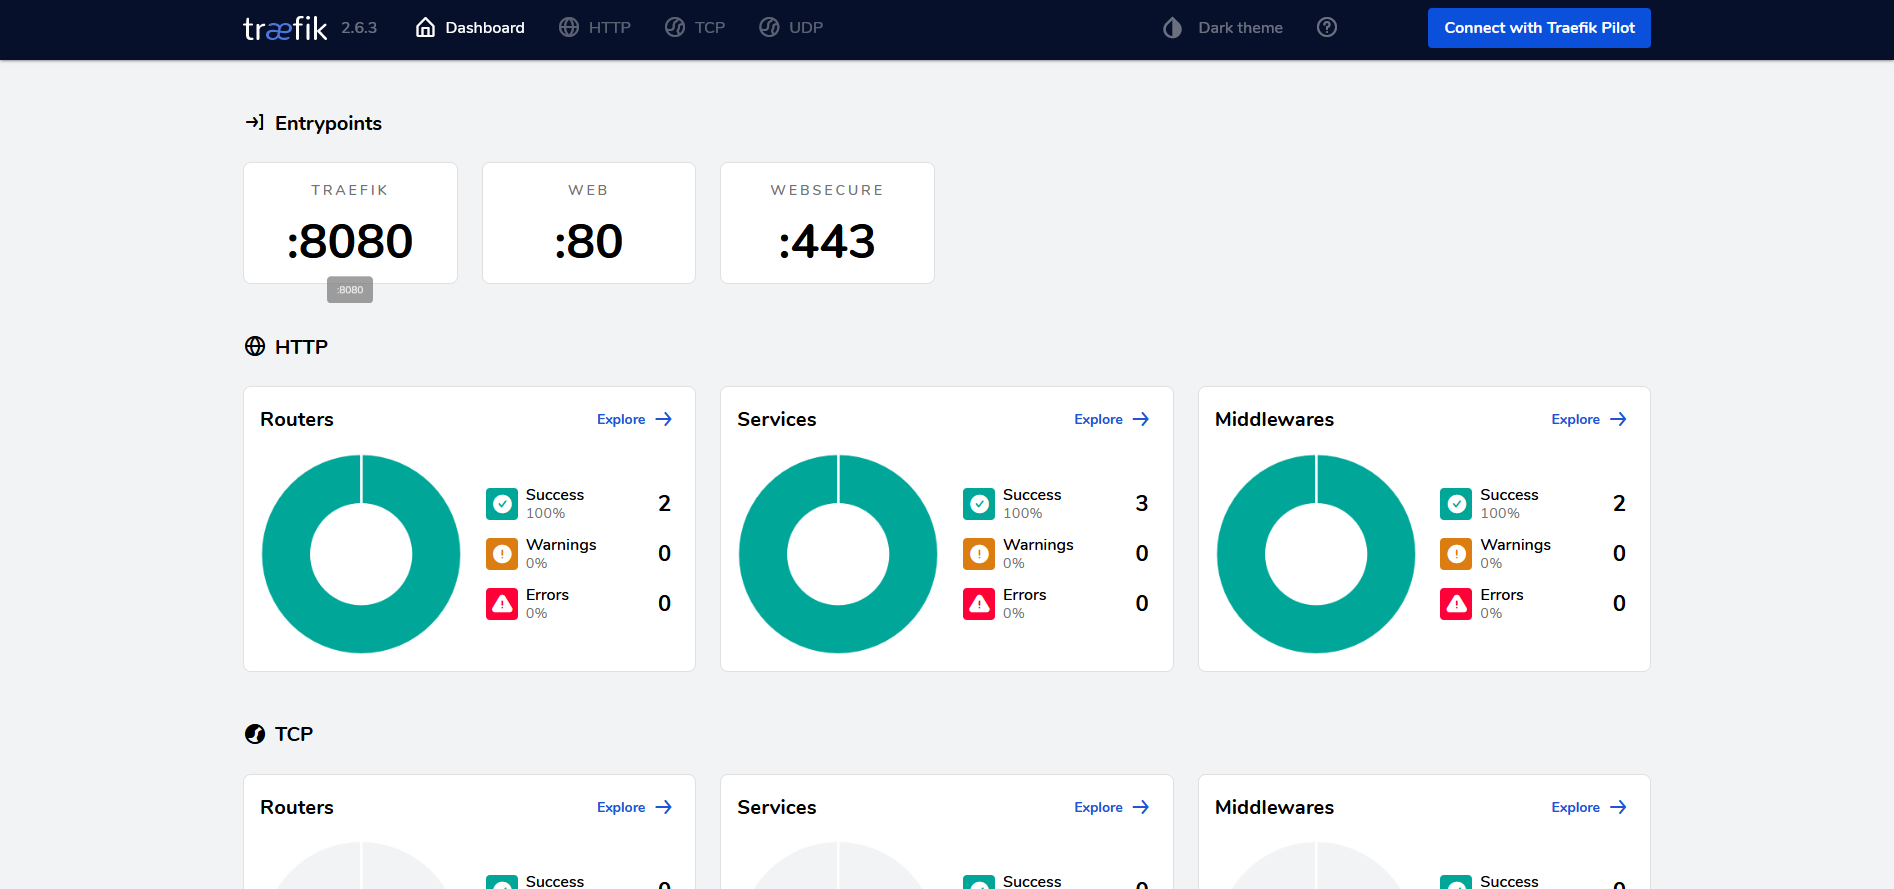 træfik 2.6.3 Dashboard HTTP TCP UDP Dark theme Connect with Traefik Pilot
Entrypoints
TRAEFIK WEB WEBSECURE
:8080 :80 :443
:8080
HTTP
Routers Explore Services Explore Middlewares Explore
Success 2 Success 3 Success 2
100% 100% 100%
Warnings 0 Warnings 0 Warnings 0
0% 0% 0%
Errors 0 Errors 0 Errors 0
0% 0% 0%
TCP
Routers Explore Services Explore Middlewares Explore
Success 0 Success 0 Success 0